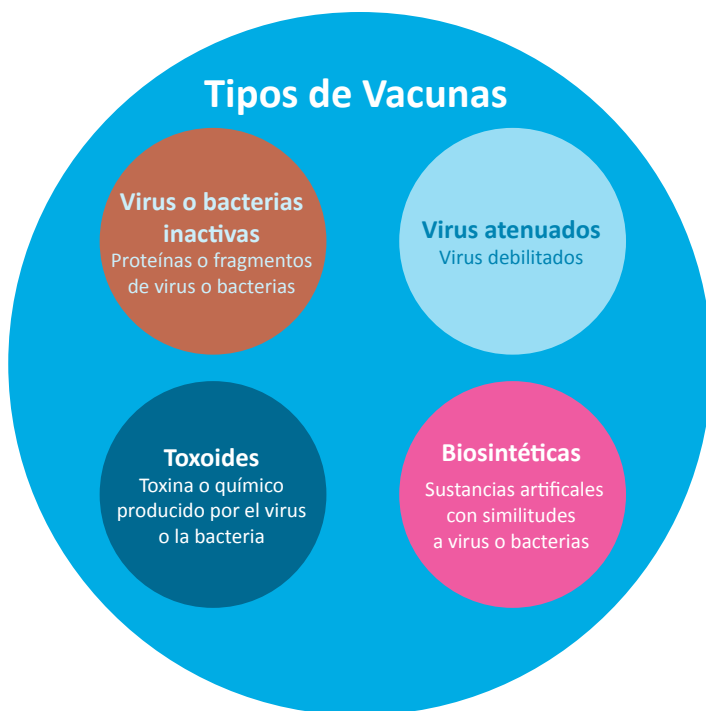 Tipos de Vacunas
Virus o bacterias
inactivas
Proteínas o fragmentos
de virus o bacterias
Virus atenuados
Virus debilitados
Toxoides
Toxina o químico
producido por el virus
o la bacteria
Biosintéticas
Sustancias artificales
con similitudes
a virus o bacterias